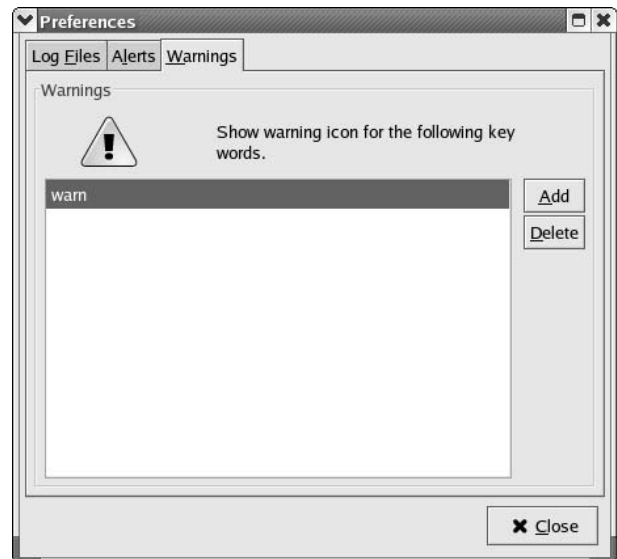 Preferences
Log Files Alerts Warnings
Warnings
Show warning icon for the following key
words.
warn
Add
Delete
Close